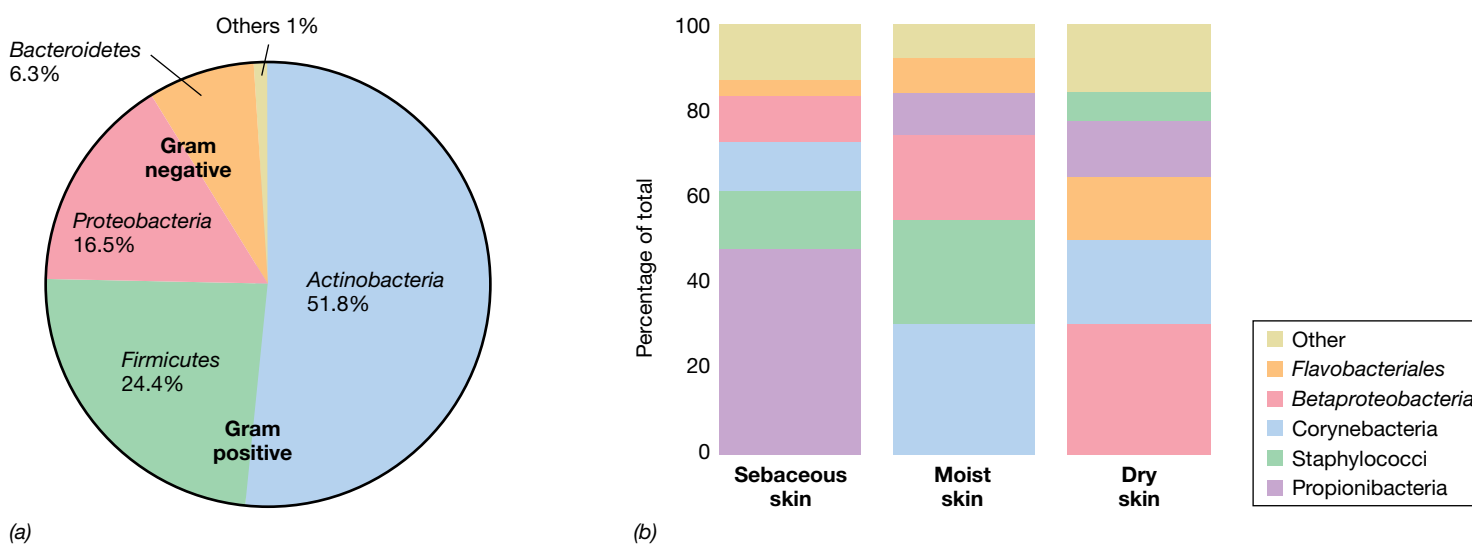 Others 1%
Bacteroidetes
6.3%
Gram
negative
Proteobacteria
16.5%
Actinobacteria
51.8%
Firmicutes
24.4%
Gram
positive
(a)
Percentage of total
100
80
60
40
20
0
Sebaceous
skin
Moist
skin
Dry
skin
Other
Flavobacteriales
Betaproteobacteria
Corynebacteria
Staphylococci
Propionibacteria
(b)